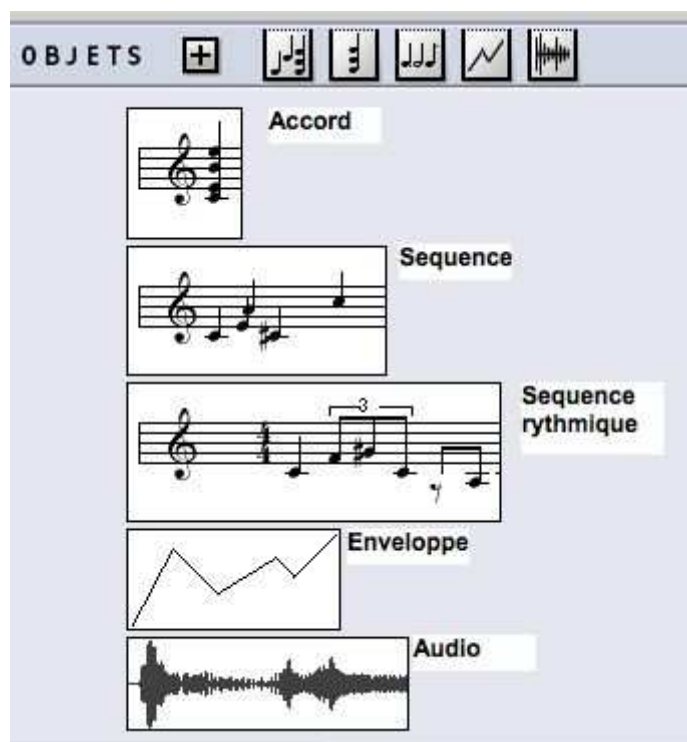 OBJETS
Accord
Sequence
3
Sequence
rythmique
Enveloppe
Audio